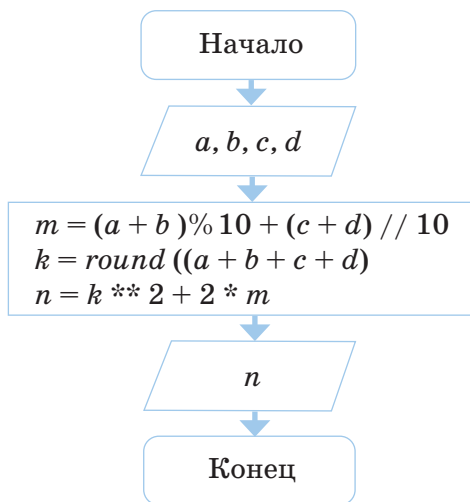 Начало
a, b, c, d
m = (a + b )% 10 + (c + d) // 10
k = round ((a + b + c + d)
n = k ** 2 + 2 * m
n
Конец